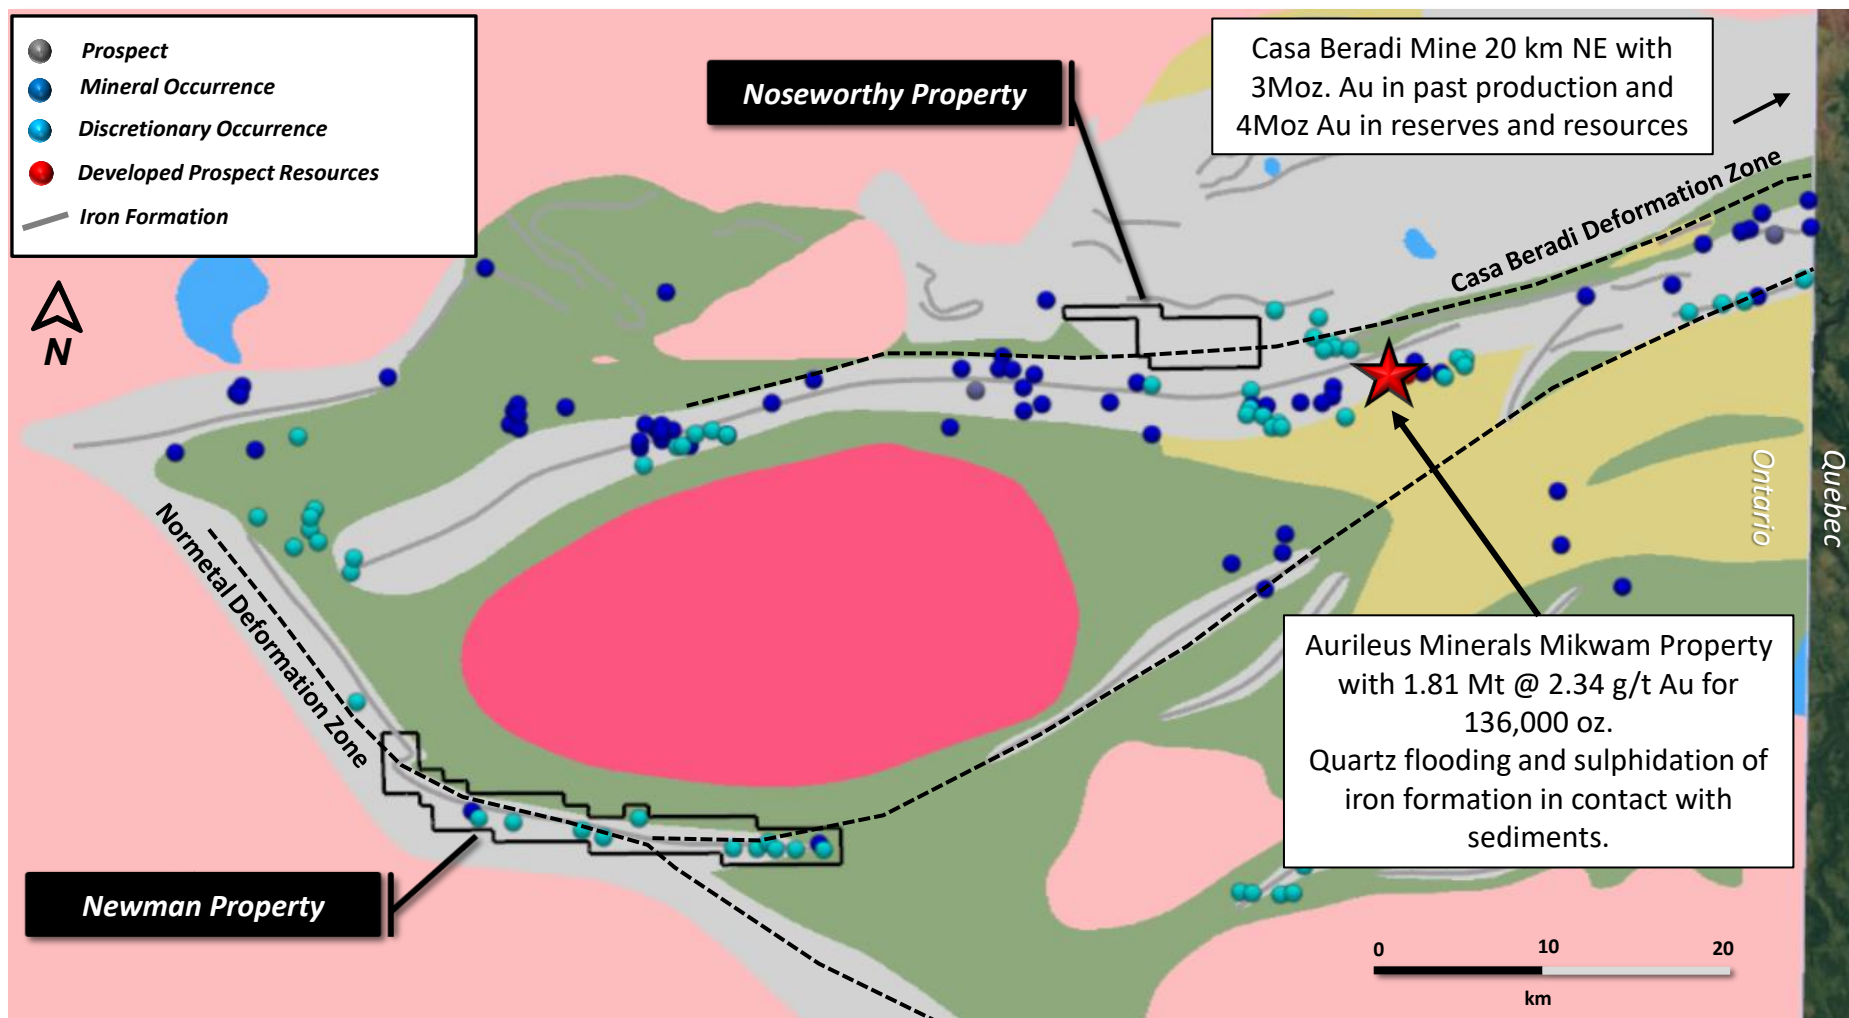 Prospect
Mineral Occurrence
Discretionary Occurrence
Developed Prospect Resources
Iron Formation
N
Noseworthy Property
Casa Beradi Mine 20 km NE with
3Moz. Au in past production and
4Moz Au in reserves and resources
Casa Beradi Deformation Zone
Ontario
Quebec
Normetal Deformation Zone
Aurileus Minerals Mikwam Property
with 1.81 Mt @ 2.34 g/t Au for
136,000 oz.
Quartz flooding and sulphidation of
iron formation in contact with
sediments.
Newman Property
0 10 20
km